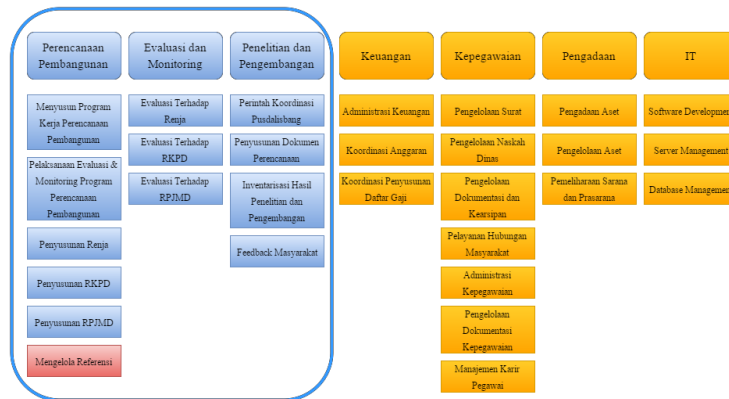 Perencanaan
Pembangunan
Evaluasi dan
Monitoring
Penelitian dan
Pengembangan
Keuangan
Kepegawaian
Pengadaan
IT
Menyusun Program
Kerja Perencanaan
Pembangunan
Pelaksanaan Evaluasi &
Monitoring Program
Perencanaan
Pembangunan
Penyusunan Renja
Penyusunan RKPD
Penyusunan RPJMD
Mengelola Referensi
Evaluasi Terhadap
Renja
Evaluasi Terhadap
RKPD
Evaluasi Terhadap
RPJMD
Perintah Koordinasi
Pusdalisbang
Penyusunan Dokumen
Perencanaan
Inventarisasi Hasil
Penelitian dan
Pengembangan
Feedback Masyarakat
Administrasi Keuangan
Koordinasi Anggaran
Koordinasi Penyusunan
Daftar Gaji
Pengelolaan Surat
Pengelolaan Naskah
Dinas
Pengelolaan
Dokumentasi dan
Kearsipan
Pelayanan Hubungan
Masyarakat
Administrasi
Kepegawaian
Pengelolaan
Dokumentasi
Kepegawaian
Manajemen Karir
Pegawai
Pengadaan Aset
Pengelolaan Aset
Pemeliharaan Sarana
dan Prasarana
Software Developmen
Server Management
Database Managemen